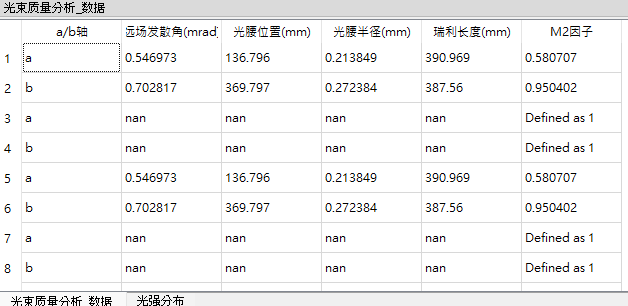 光束质量分析_数据
a/b轴 远场发散角(mrad) 光腰位置(mm) 光腰半径(mm) 瑞利长度(mm) M2因子
1 a 0.546973 136.796 0.213849 390.969 0.580707
2 b 0.702817 369.797 0.272384 387.56 0.950402
3 a nan nan nan nan Defined as 1
4 b nan nan nan nan Defined as 1
5 a 0.546973 136.796 0.213849 390.969 0.580707
6 b 0.702817 369.797 0.272384 387.56 0.950402
7 a nan nan nan nan Defined as 1
8 b nan nan nan nan Defined as 1
光束质量分析_数据 光强分布